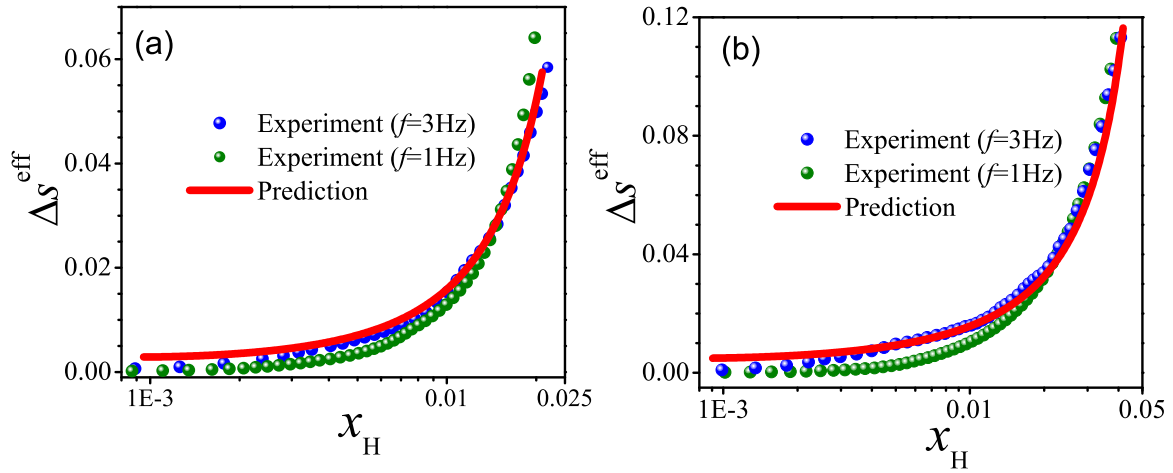 (a)
0.06
0.04
0.02
0.00
Δs^eff
Experiment (f=3Hz)
Experiment (f=1Hz)
Prediction
1E-3
0.01
0.025
x_H
(b)
0.12
0.08
0.04
0.00
Δs^eff
Experiment (f=3Hz)
Experiment (f=1Hz)
Prediction
1E-3
0.01
0.05
x_H